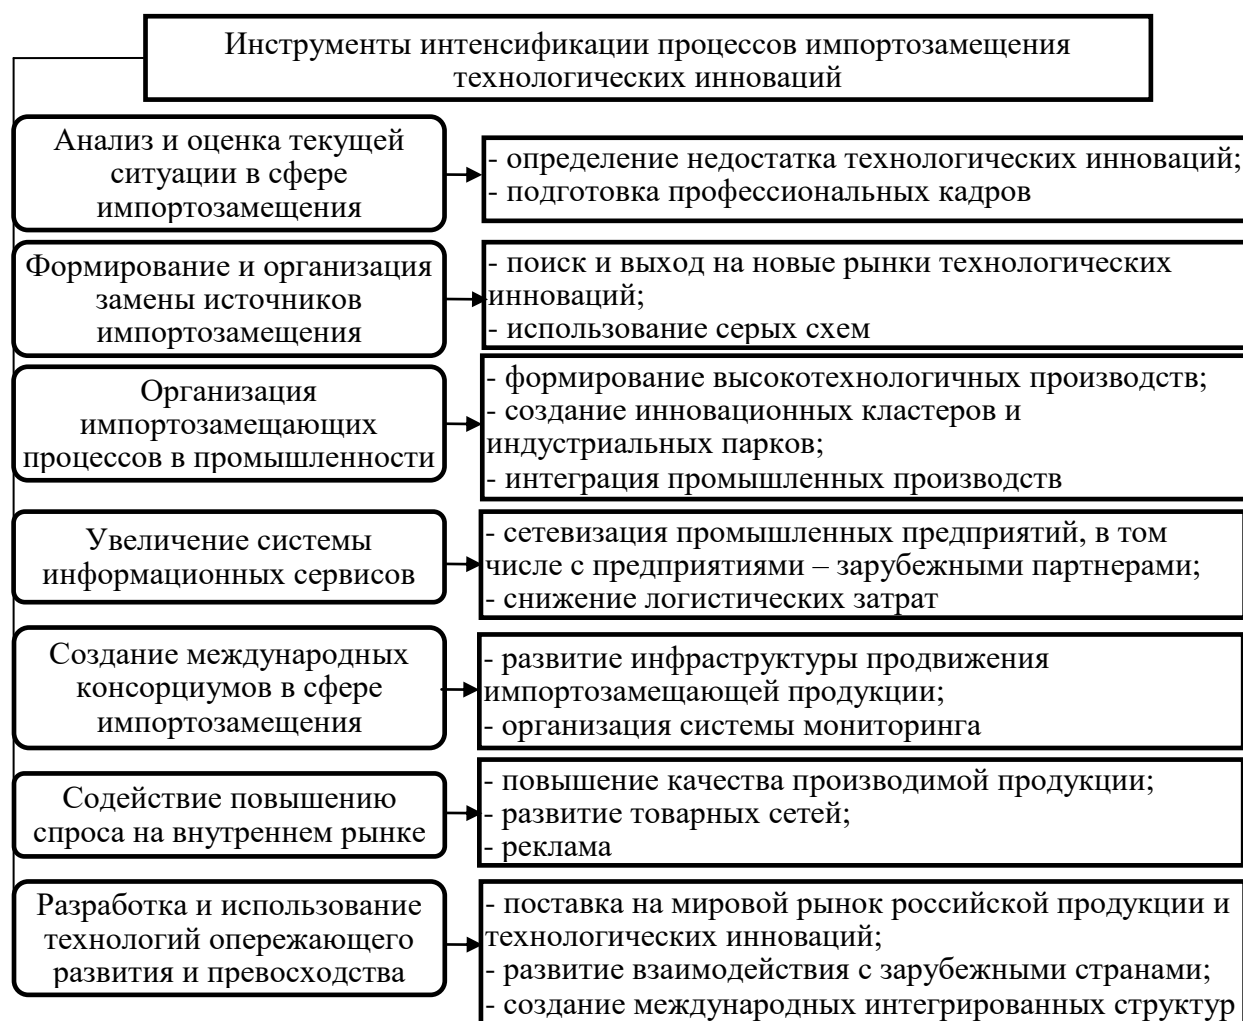 Инструменты интенсификации процессов импортозамещения
технологических инноваций
Анализ и оценка текущей
ситуации в сфере
импортозамещения
- определение недостатка технологических инноваций;
- подготовка профессиональных кадров
Формирование и организация
замены источников
импортозамещения
- поиск и выход на новые рынки технологических
инноваций;
- использование серых схем
Организация
импортозамещающих
процессов в промышленности
- формирование высокотехнологичных производств;
- создание инновационных кластеров и
индустриальных парков;
- интеграция промышленных производств
Увеличение системы
информационных сервисов
- сетевизация промышленных предприятий, в том
числе с предприятиями – зарубежными партнерами;
- снижение логистических затрат
Создание международных
консорциумов в сфере
импортозамещения
- развитие инфраструктуры продвижения
импортозамещающей продукции;
- организация системы мониторинга
Содействие повышению
спроса на внутреннем рынке
- повышение качества производимой продукции;
- развитие товарных сетей;
- реклама
Разработка и использование
технологий опережающего
развития и превосходства
- поставка на мировой рынок российской продукции и
технологических инноваций;
- развитие взаимодействия с зарубежными странами;
- создание международных интегрированных структур